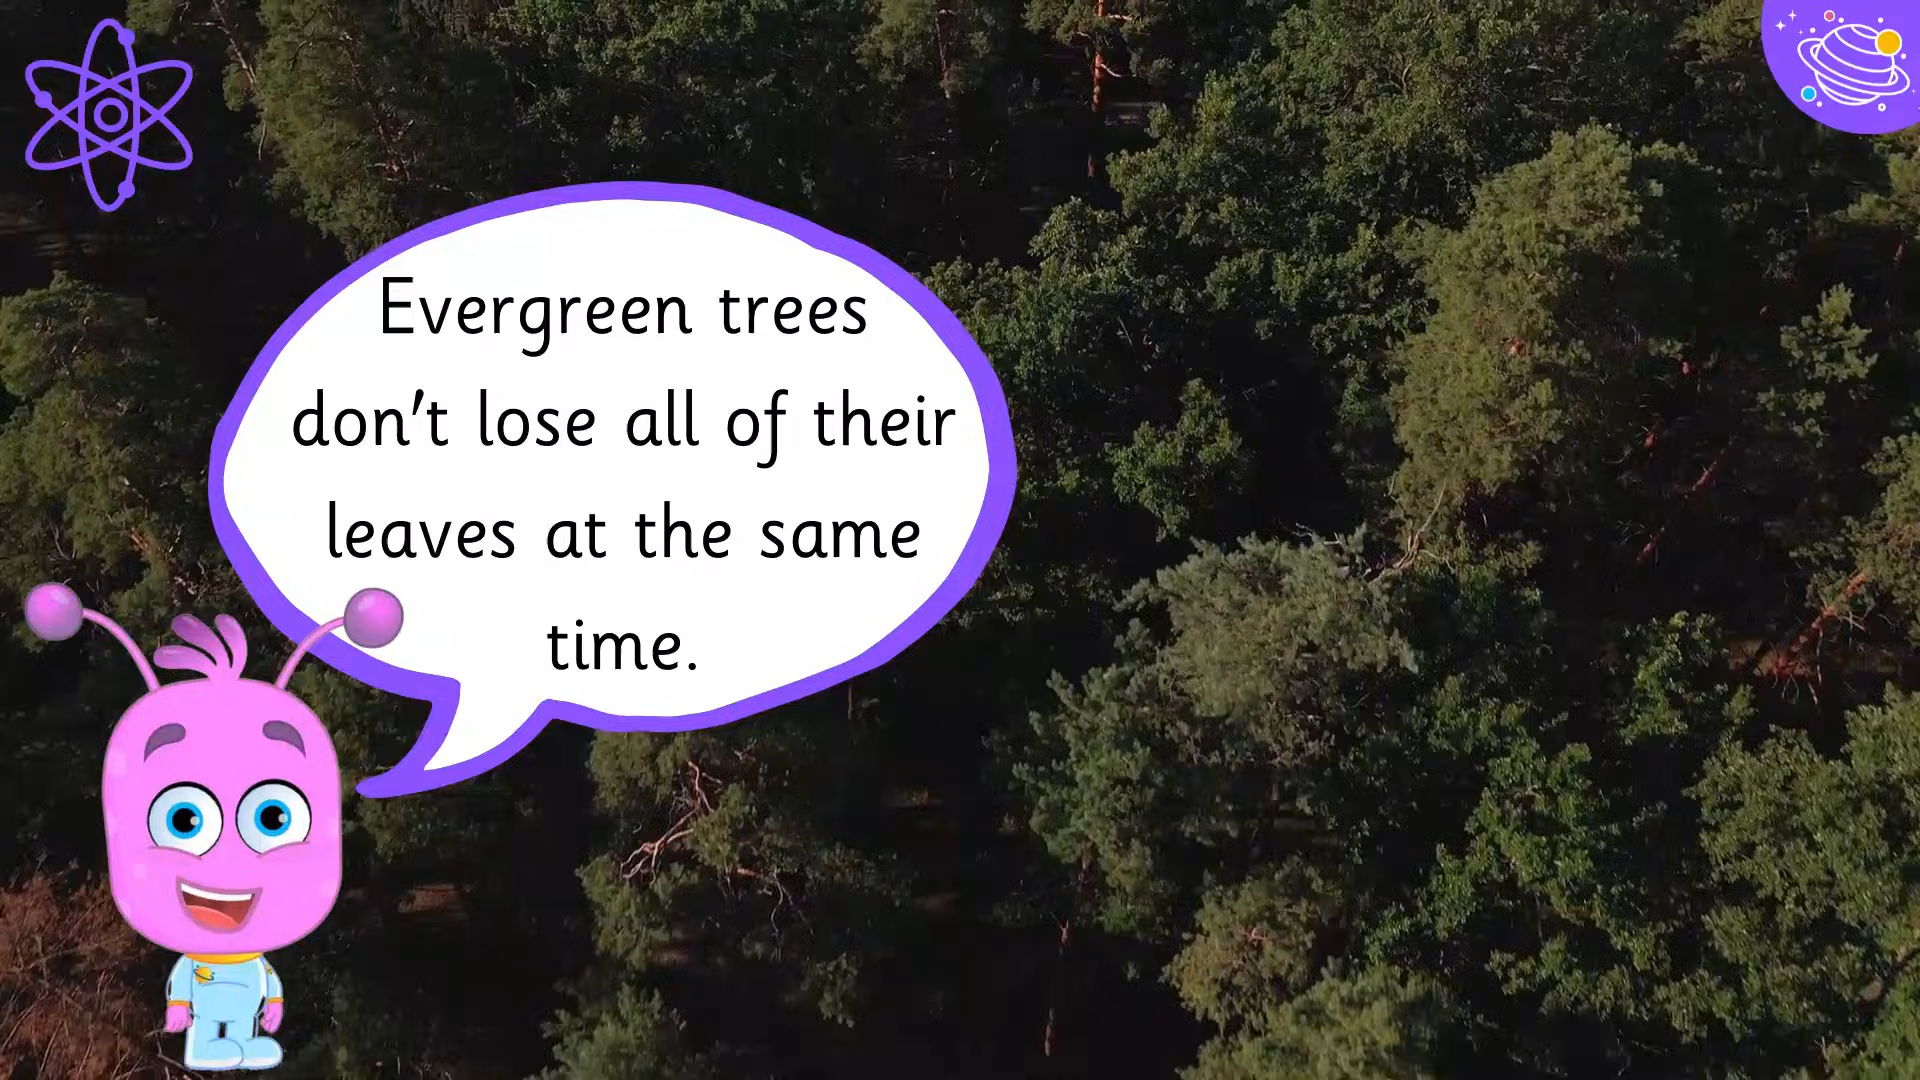 Evergreen trees
don't lose all of their
leaves at the same
time.